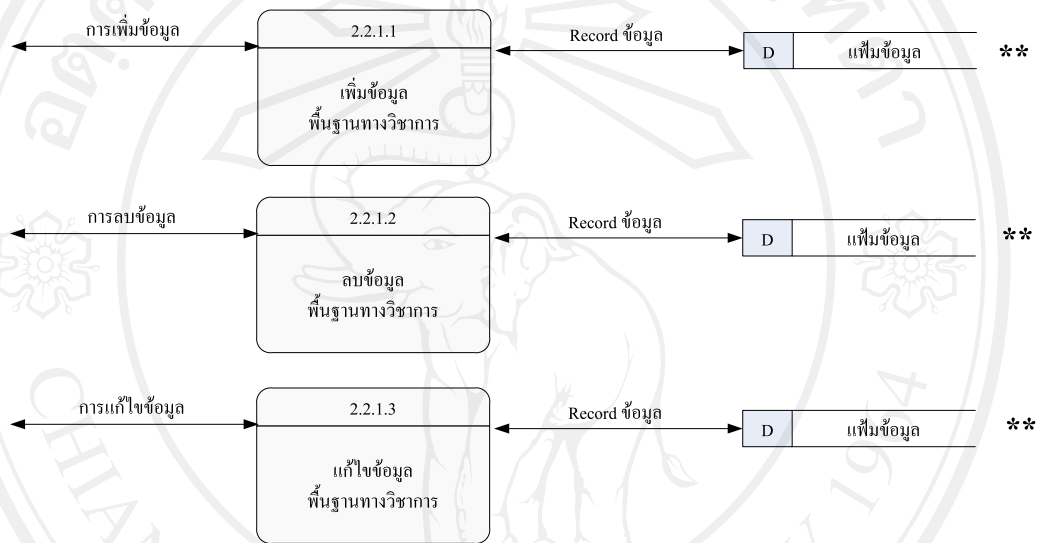 การเพิ่มข้อมูล
2.2.1.1
Record ข้อมูล
D
แฟ้มข้อมูล
**
เพิ่มข้อมูล
พื้นฐานทางวิชาการ
การลบข้อมูล
2.2.1.2
Record ข้อมูล
D
แฟ้มข้อมูล
**
ลบข้อมูล
พื้นฐานทางวิชาการ
การแก้ไขข้อมูล
2.2.1.3
Record ข้อมูล
D
แฟ้มข้อมูล
**
แก้ไขข้อมูล
พื้นฐานทางวิชาการ
1964